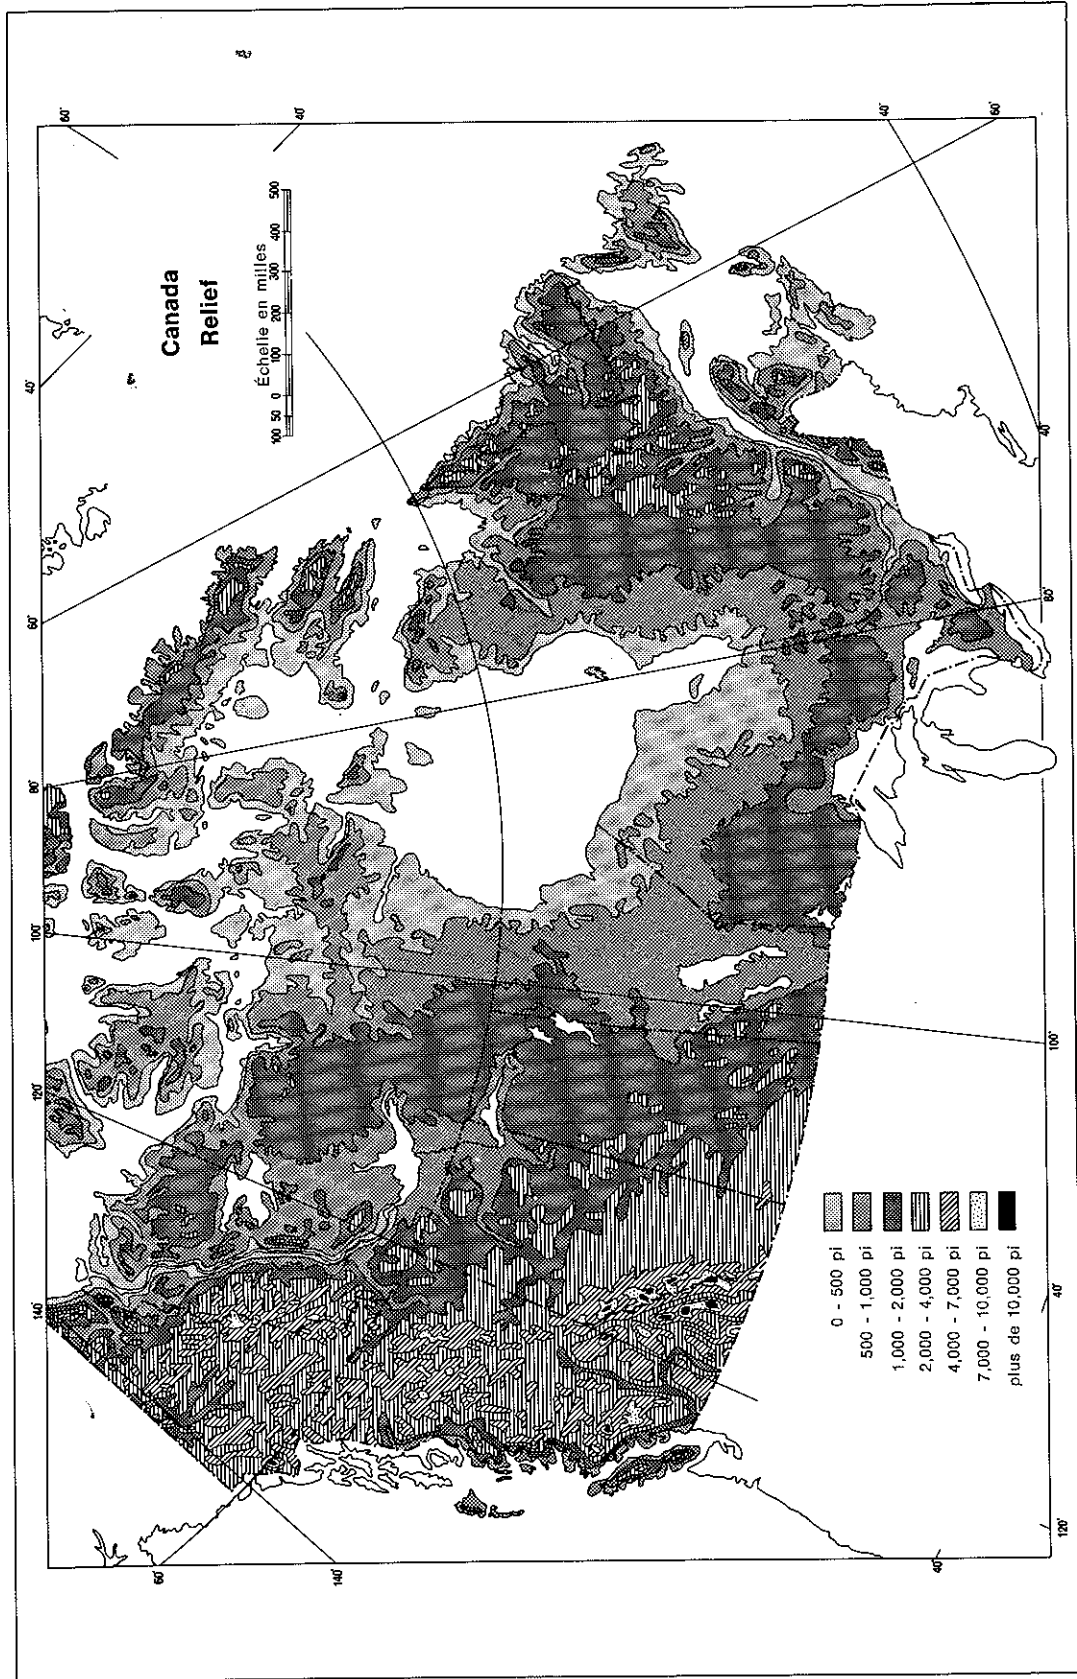 140° 120° 100° 80° 60° 40°
60°
60°
Canada
Relief
Échelle en milles
100 50 0 100 200 300 400 500
40°
140°
0 - 500 pi
500 - 1,000 pi
1,000 - 2,000 pi
2,000 - 4,000 pi
4,000 - 7,000 pi
7,000 - 10,000 pi
plus de 10,000 pi
40°
40°
60°
120° 40° 100° 80° 40°